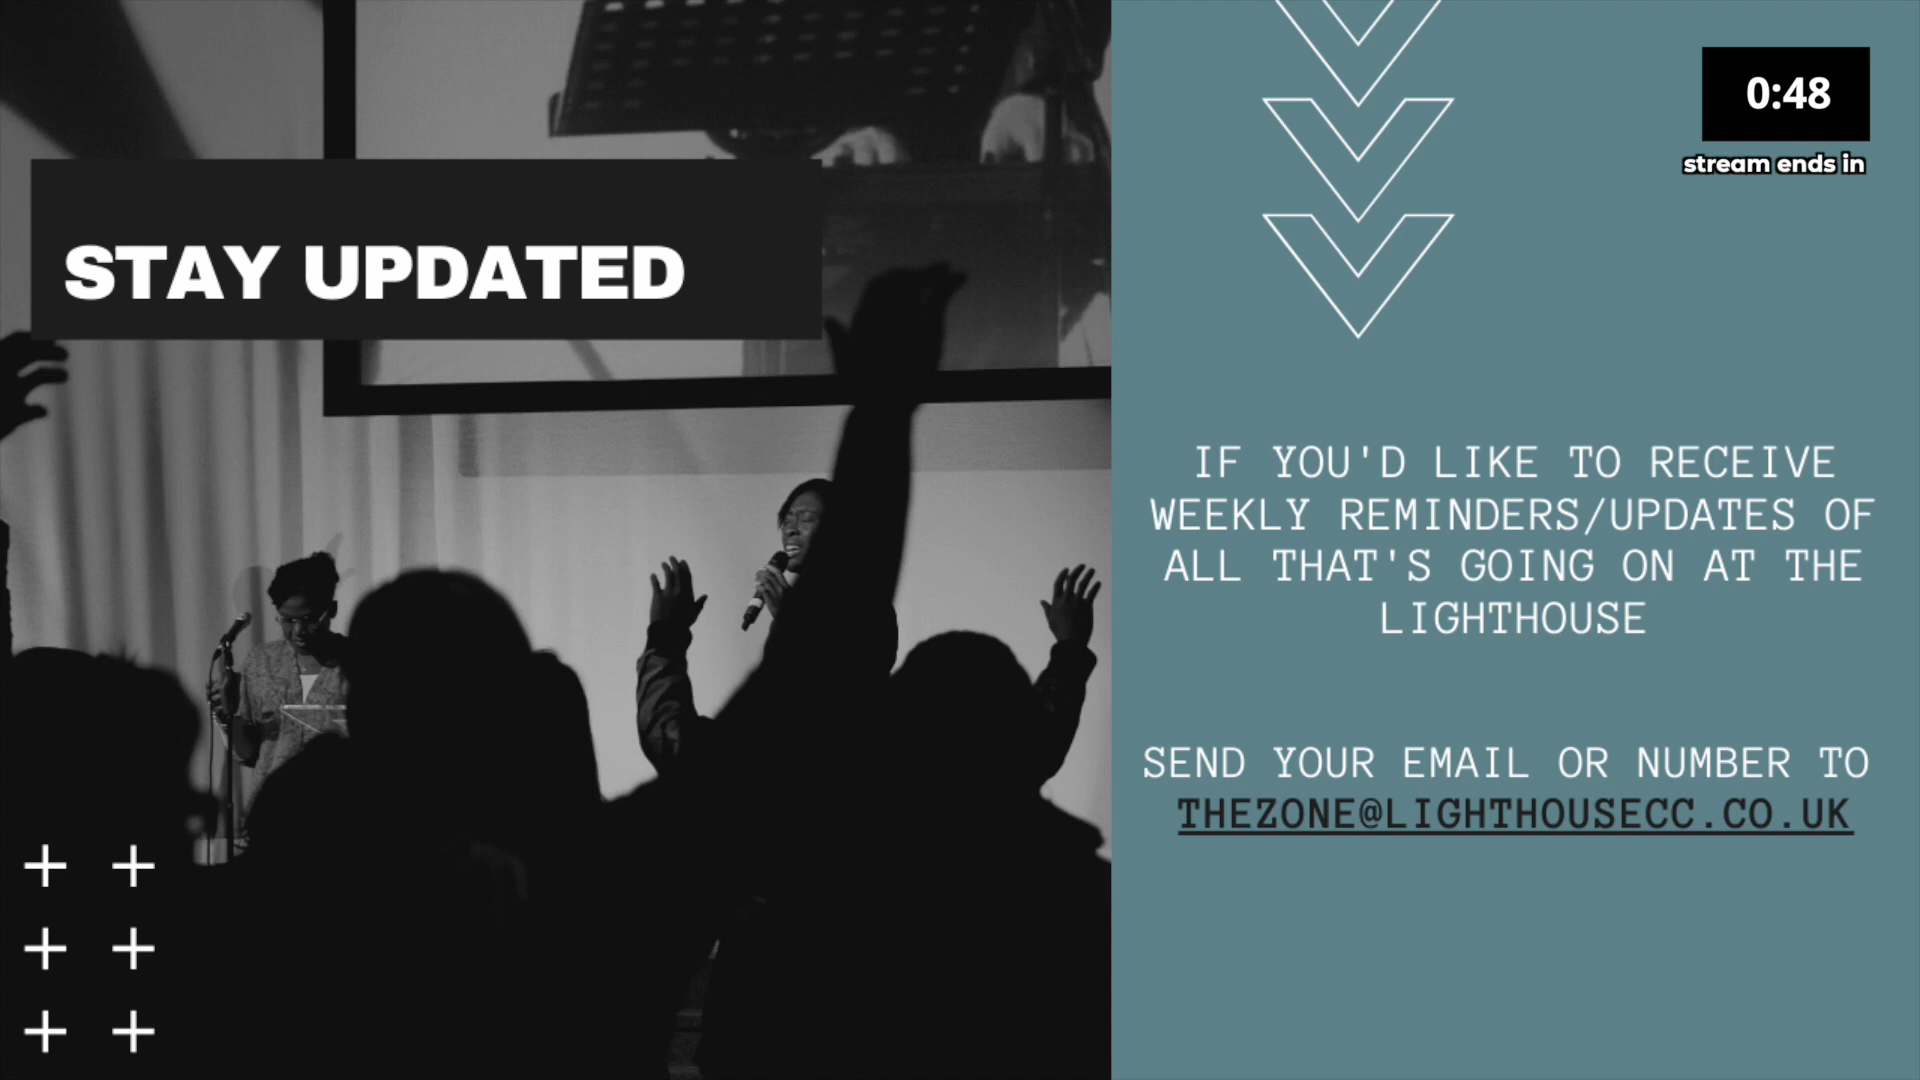 STAY UPDATED
0:48
stream ends in
IF YOU'D LIKE TO RECEIVE
WEEKLY REMINDERS/UPDATES OF
ALL THAT'S GOING ON AT THE
LIGHTHOUSE
SEND YOUR EMAIL OR NUMBER TO
THEZONE@LIGHTHOUSECC.CO.UK